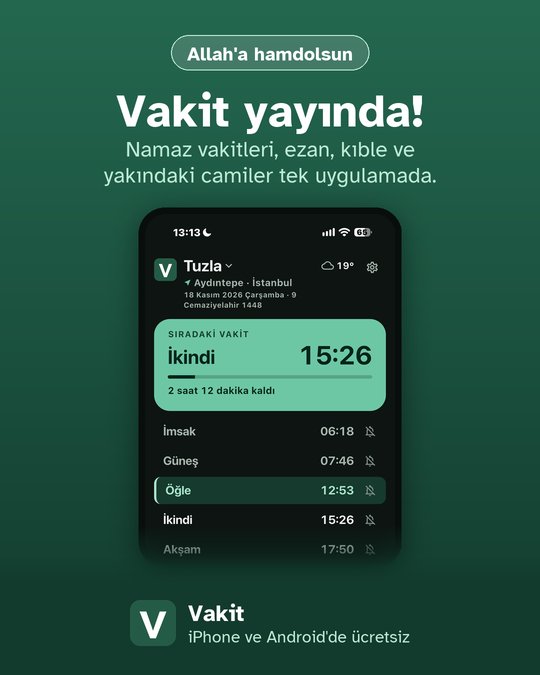 Allah'a hamdolsun
Vakit yayında!
Namaz vakitleri, ezan, kıble ve
yakındaki camiler tek uygulamada.
13:13 68
V Tuzla 19°
Aydıntepe · İstanbul
18 Kasım 2026 Çarşamba · 9
Cemaziyelahir 1448
SIRADAKİ VAKİT
İkindi 15:26
2 saat 12 dakika kaldı
İmsak 06:18
Güneş 07:46
Öğle 12:53
İkindi 15:26
Akşam 17:50
V Vakit
iPhone ve Android'de ücretsiz